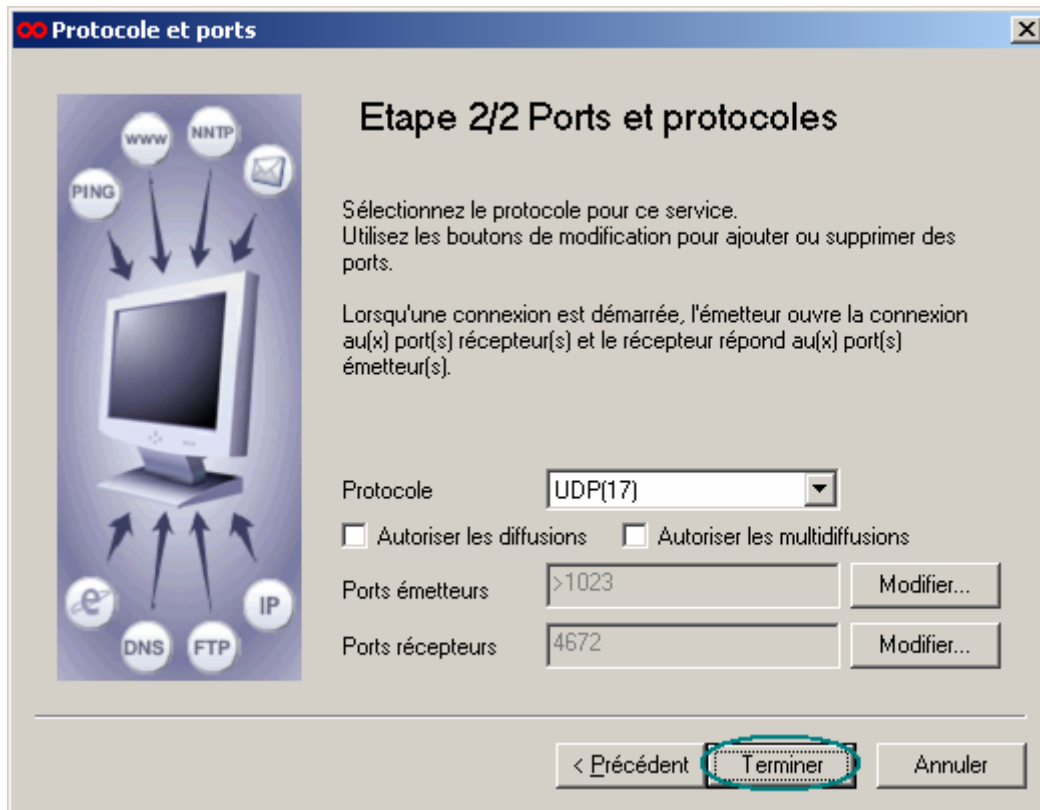 Protocole et ports
Etape 2/2 Ports et protocoles
www
NNTP
PING
Sélectionnez le protocole pour ce service.
Utilisez les boutons de modification pour ajouter ou supprimer des
ports.
Lorsqu'une connexion est démarrée, l'émetteur ouvre la connexion
au(x) port(s) récepteur(s) et le récepteur répond au(x) port(s)
émetteur(s).
Protocole
UDP(17)
Autoriser les diffusions
Autoriser les multidiffusions
Ports émetteurs
>1023
Modifier...
Ports récepteurs
4672
Modifier...
e
IP
DNS
FTP
< Précédent
Terminer
Annuler